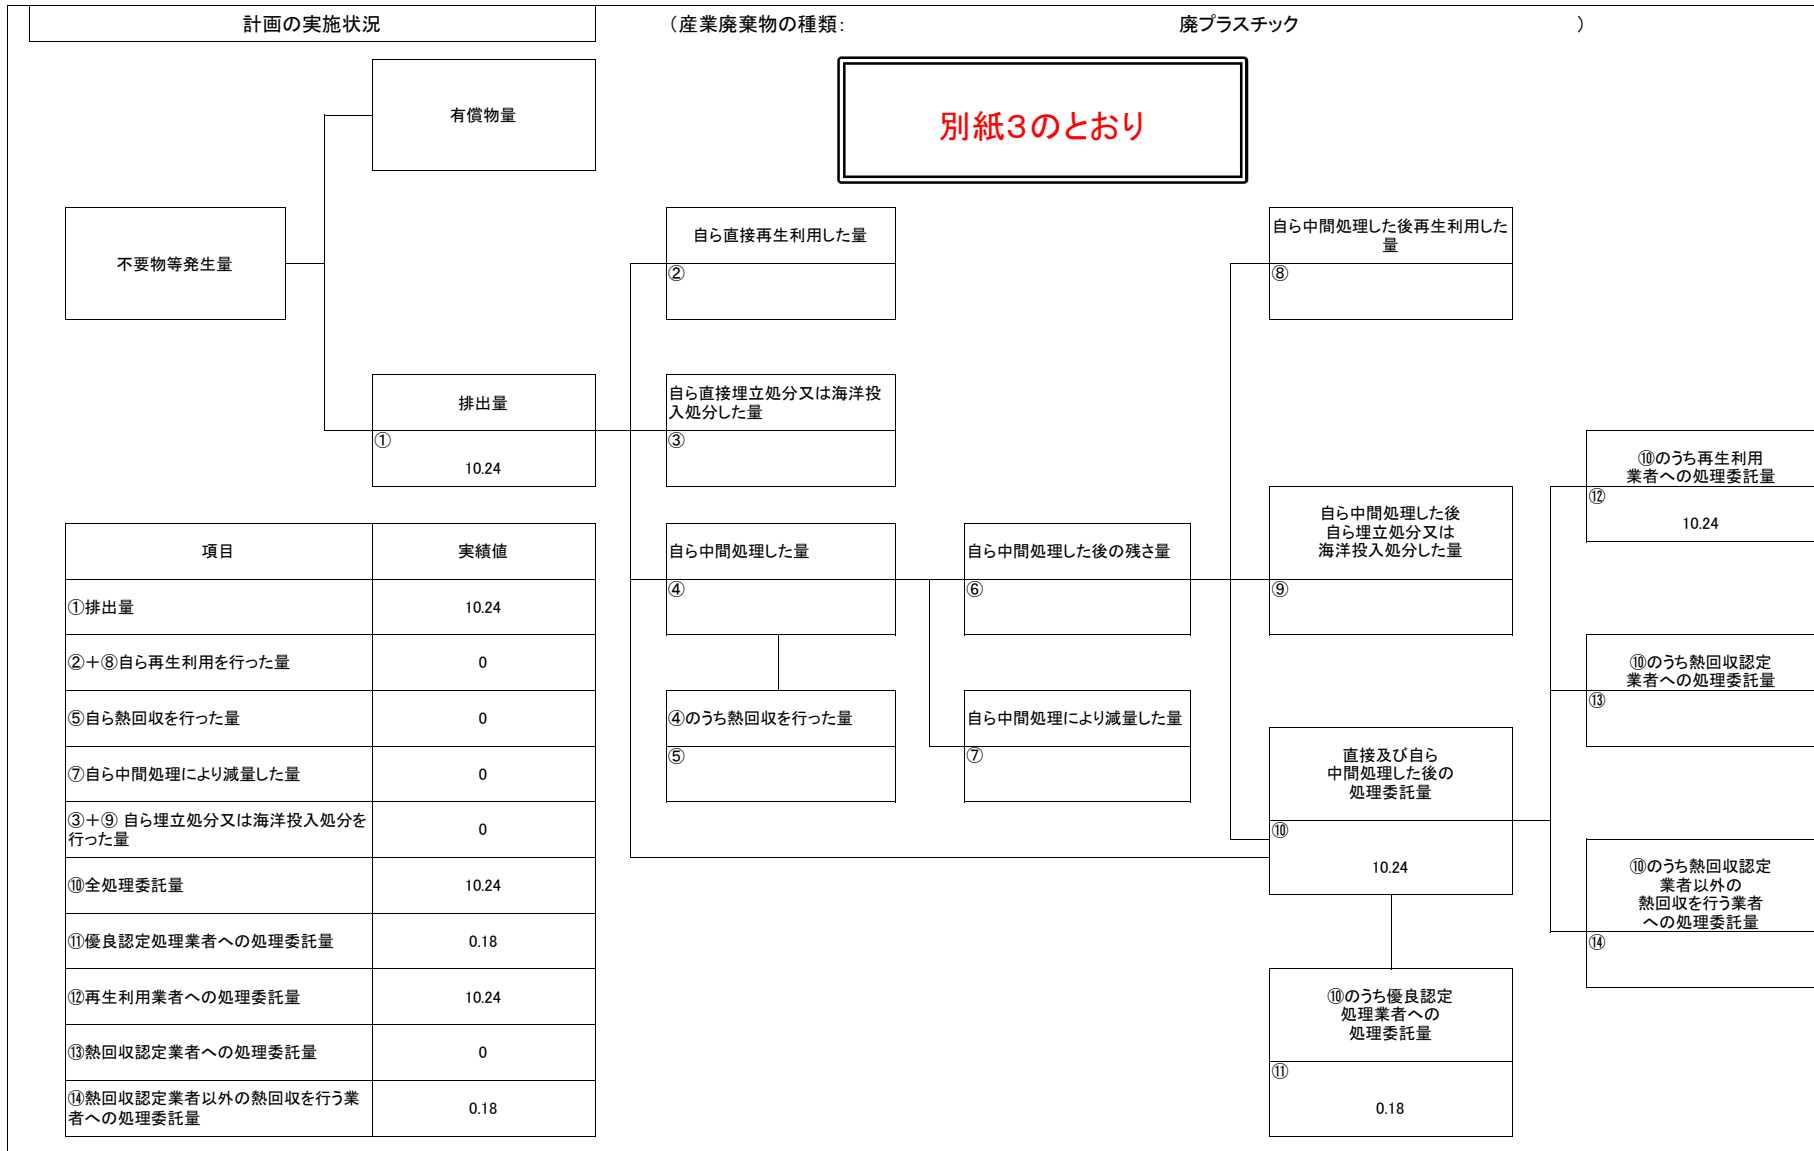 計画の実施状況
（産業廃棄物の種類：
廃プラスチック
）
有償物量
別紙３のとおり
不要物等発生量
自ら直接再生利用した量
②
自ら中間処理した後再生利用した
量
⑧
排出量
①
10.24
自ら直接埋立処分又は海洋投
入処分した量
③
⑩のうち再生利用
業者への処理委託量
⑫
10.24
自ら中間処理した量
④
自ら中間処理した後の残さ量
⑥
自ら中間処理した後
自ら埋立処分又は
海洋投入処分した量
⑨
⑩のうち熱回収認定
業者への処理委託量
⑬
④のうち熱回収を行った量
⑤
自ら中間処理により減量した量
⑦
直接及び自ら
中間処理した後の
処理委託量
⑩
10.24
⑩のうち熱回収認定
業者以外の
熱回収を行う業者
への処理委託量
⑭
⑩のうち優良認定
処理業者への
処理委託量
⑪
0.18
項目
実績値
①排出量
10.24
②＋⑧自ら再生利用を行った量
0
⑤自ら熱回収を行った量
0
⑦自ら中間処理により減量した量
0
③＋⑨ 自ら埋立処分又は海洋投入処分を
行った量
0
⑩全処理委託量
10.24
⑪優良認定処理業者への処理委託量
0.18
⑫再生利用業者への処理委託量
10.24
⑬熱回収認定業者への処理委託量
0
⑭熱回収認定業者以外の熱回収を行う業
者への処理委託量
0.18